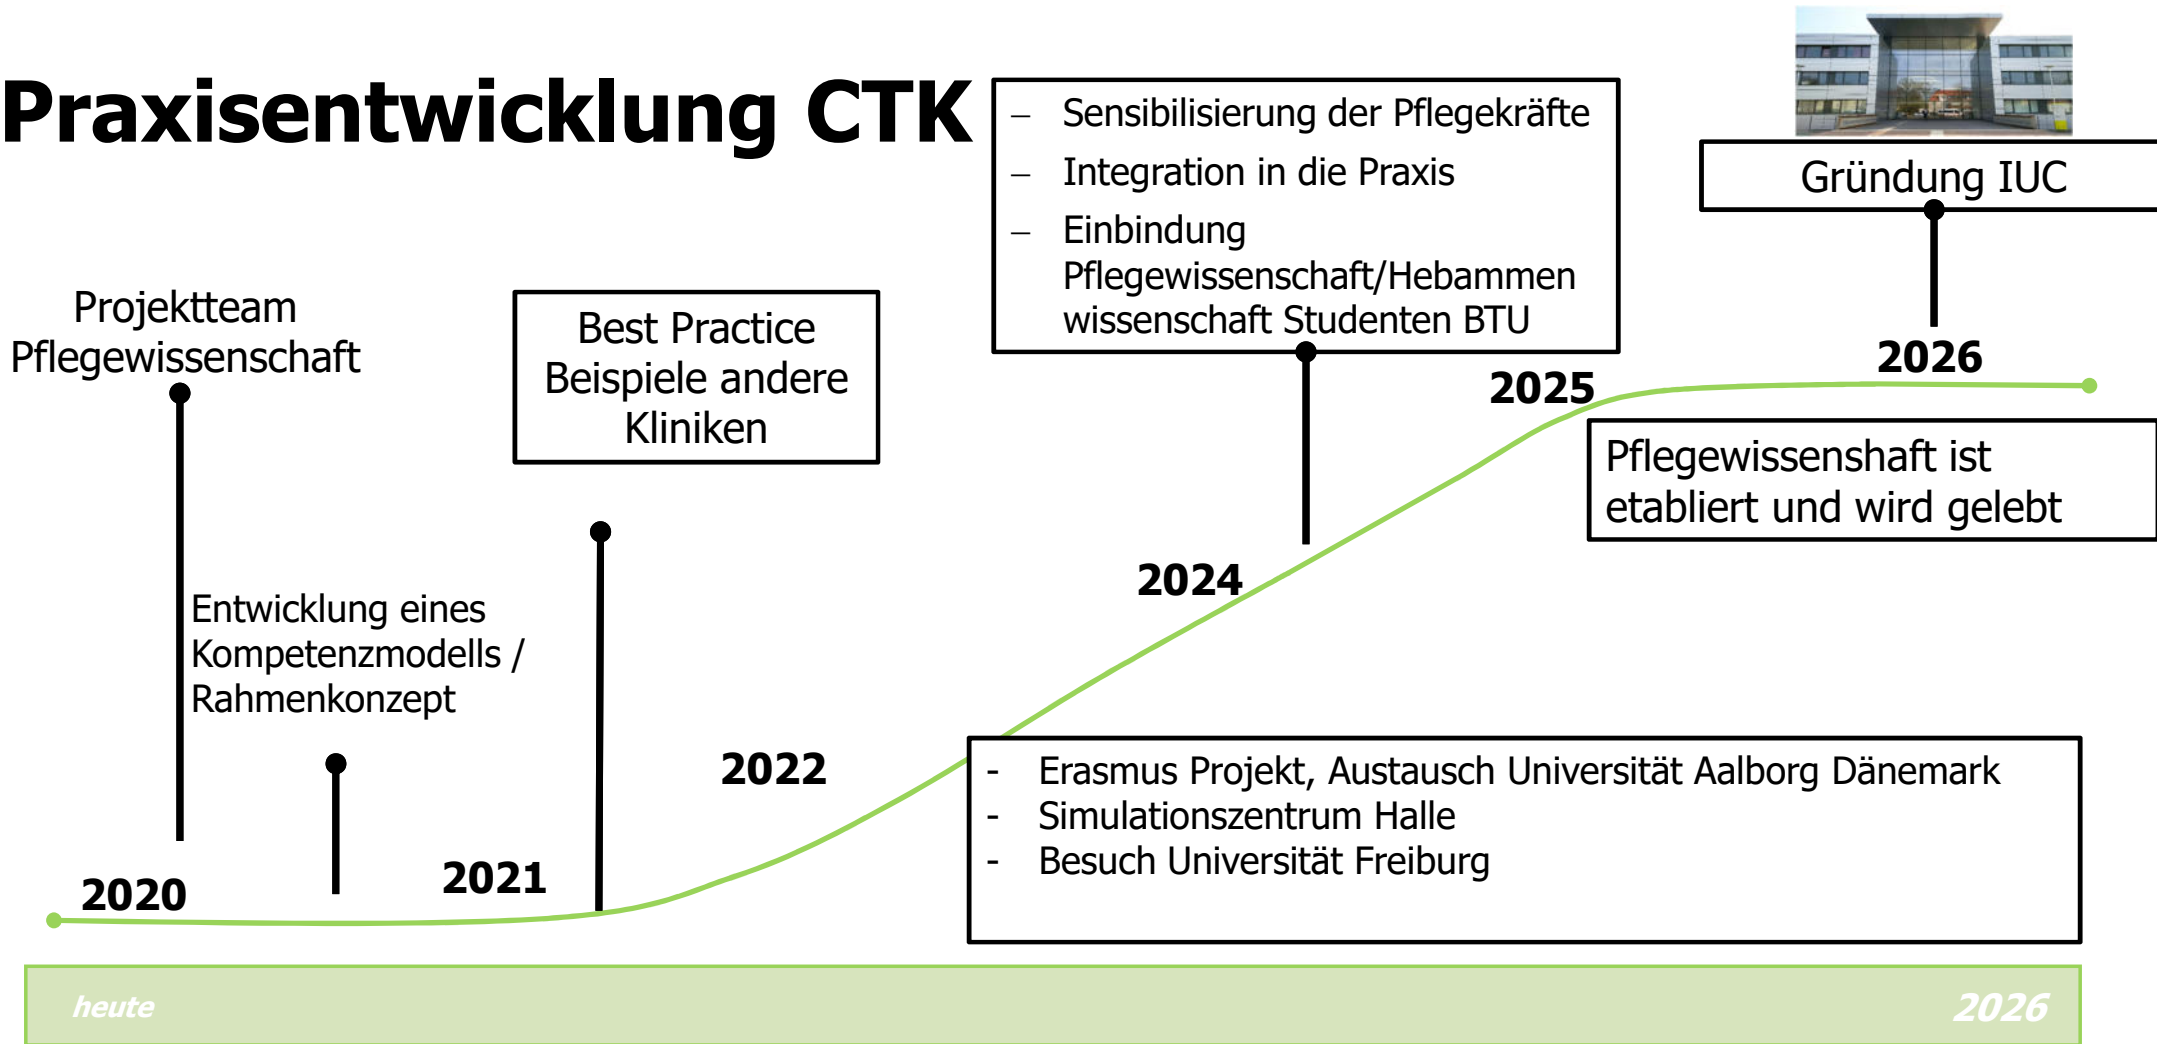 Praxisentwicklung CTK
– Sensibilisierung der Pflegekräfte
– Integration in die Praxis
– Einbindung
Pflegewissenschaft/Hebammen
wissenschaft Studenten BTU
Gründung IUC
Projektteam
Pflegewissenschaft
Best Practice
Beispiele andere
Kliniken
2026
2025
Pflegewissenshaft ist
etabliert und wird gelebt
2024
Entwicklung eines
Kompetenzmodells /
Rahmenkonzept
2022
- Erasmus Projekt, Austausch Universität Aalborg Dänemark
- Simulationszentrum Halle
- Besuch Universität Freiburg
2021
2020
heute
2026